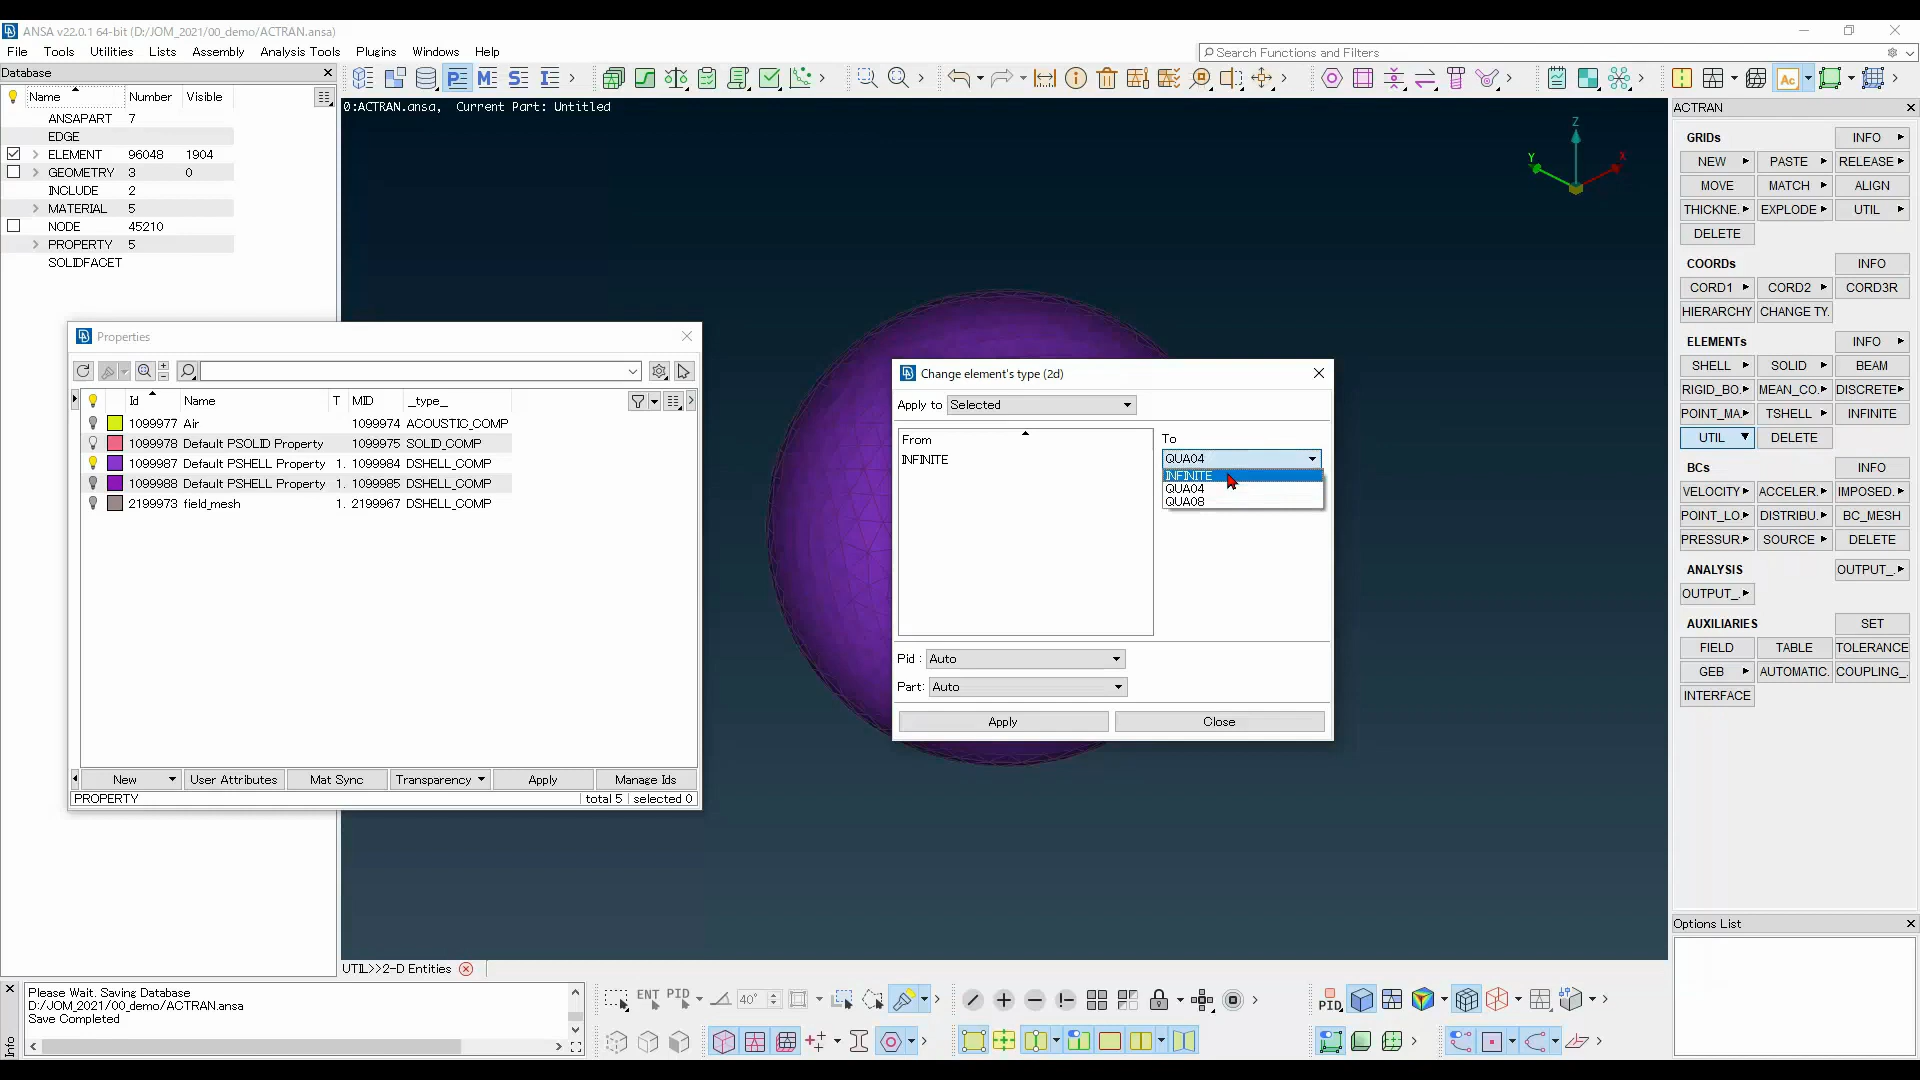 ANSA v22.0.1 64-bit (D:/JOM_2021/00_demo/ACTRAN.ansa)
File Tools Utilities Lists Assembly Analysis Tools Plugins Windows Help
Search Functions and Filters
Database
Name Number Visible
ANSAPART 7
EDGE
ELEMENT 96048 1904
GEOMETRY 3 0
INCLUDE 2
MATERIAL 5
NODE 45210
PROPERTY 5
SOLIDFACET
0:ACTRAN.ansa, Current Part: Untitled
Z
Y
X
Properties
Id Name T MID _type_
1099977 Air 1099974 ACOUSTIC_COMP
1099978 Default PSOLID Property 1099975 SOLID_COMP
1099987 Default PSHELL Property 1. 1099984 DSHELL_COMP
1099988 Default PSHELL Property 1. 1099985 DSHELL_COMP
2199973 field_mesh 1. 2199967 DSHELL_COMP
New User Attributes Mat Sync Transparency Apply Manage Ids
PROPERTY total 5 selected 0
Change element's type (2d)
Apply to Selected
From
INFINITE
To
QUA04
INFINITE
QUA04
QUA08
Pid : Auto
Part: Auto
Apply Close
ACTRAN
GRIDs INFO
NEW PASTE RELEASE
MOVE MATCH ALIGN
THICKNE. EXPLODE UTIL
DELETE
COORDs INFO
CORD1 CORD2 CORD3R
HIERARCHY CHANGE TY.
ELEMENTs INFO
SHELL SOLID BEAM
RIGID_BO. MEAN_CO. DISCRETE
POINT_MA. TSHELL INFINITE
UTIL DELETE
BCs INFO
VELOCITY ACCELER. IMPOSED.
POINT_LO. DISTRIBU. BC_MESH
PRESSUR. SOURCE DELETE
ANALYSIS OUTPUT_.
OUTPUT_.
AUXILIARIES SET
FIELD TABLE TOLERANCE
GEB AUTOMATIC. COUPLING_.
INTERFACE
Options List
UTIL>>2-D Entities
Please Wait. Saving Database
D:/JOM_2021/00_demo/ACTRAN.ansa
Save Completed
Info
ENT PID 40°
PID
Ac